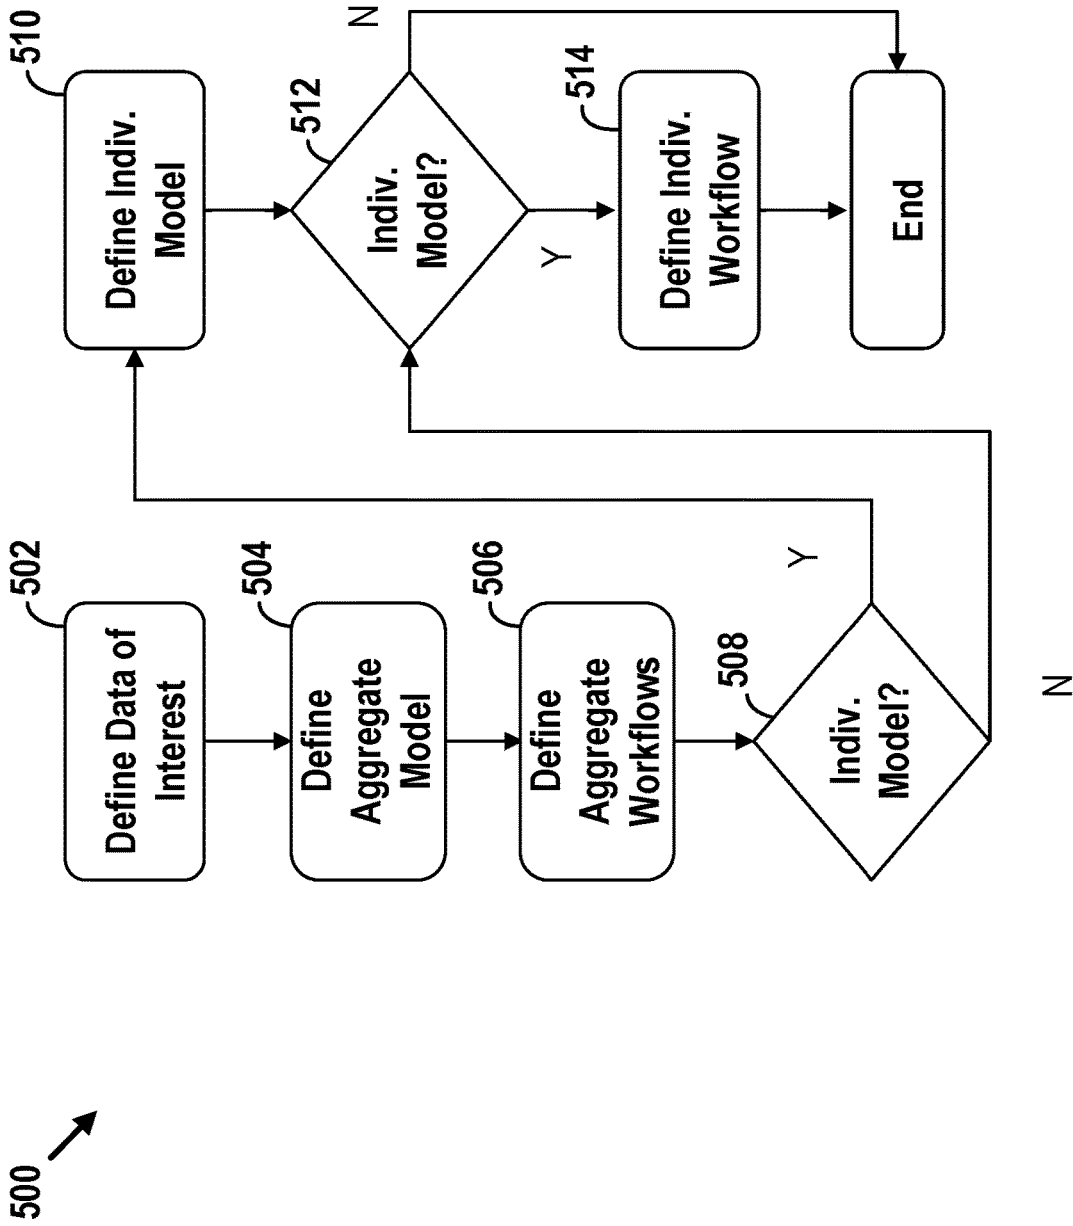 500
502
Define Data of
Interest
504
Define
Aggregate
Model
506
Define
Aggregate
Workflows
508
Indiv.
Model?
Y
N
510
Define Indiv.
Model
512
Indiv.
Model?
N
Y
514
Define Indiv.
Workflow
End